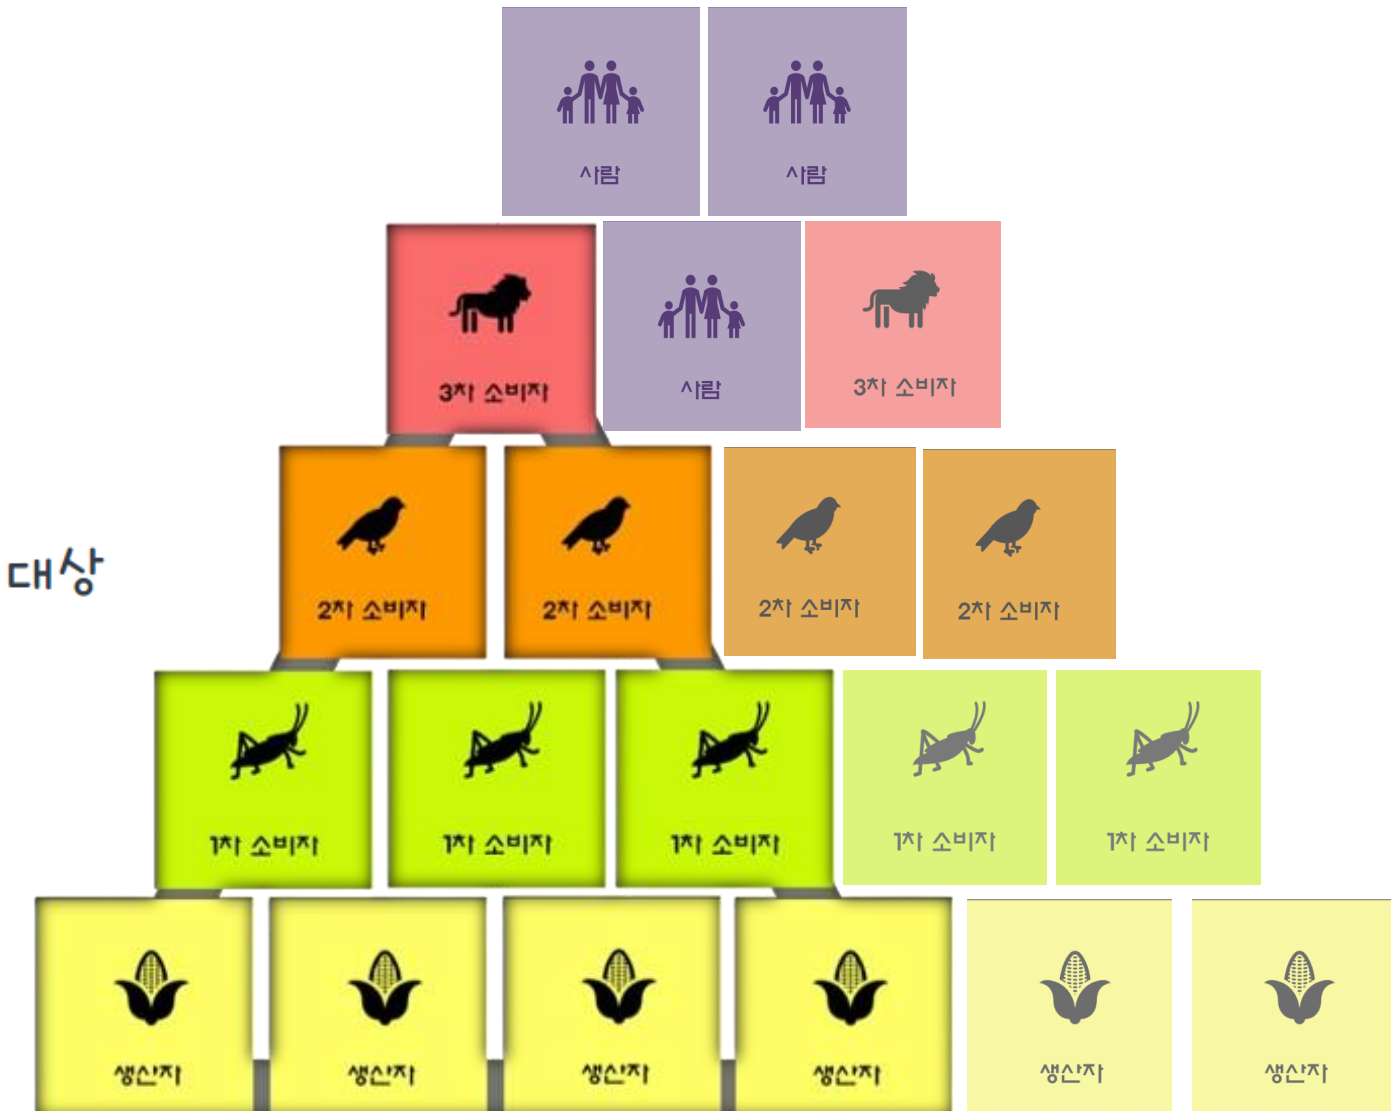 사람 사람
3차 소비자 사람 3차 소비자
대상
2차 소비자 2차 소비자 2차 소비자 2차 소비자
1차 소비자 1차 소비자 1차 소비자 1차 소비자 1차 소비자
생산자 생산자 생산자 생산자 생산자 생산자